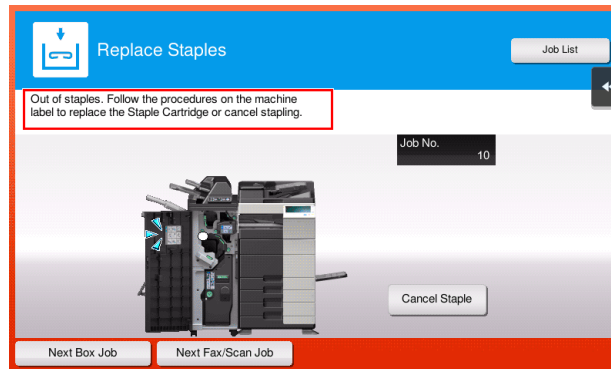 Replace Staples
Job List
Out of staples. Follow the procedures on the machine
label to replace the Staple Cartridge or cancel stapling.
Job No.
10
Cancel Staple
Next Box Job
Next Fax/Scan Job